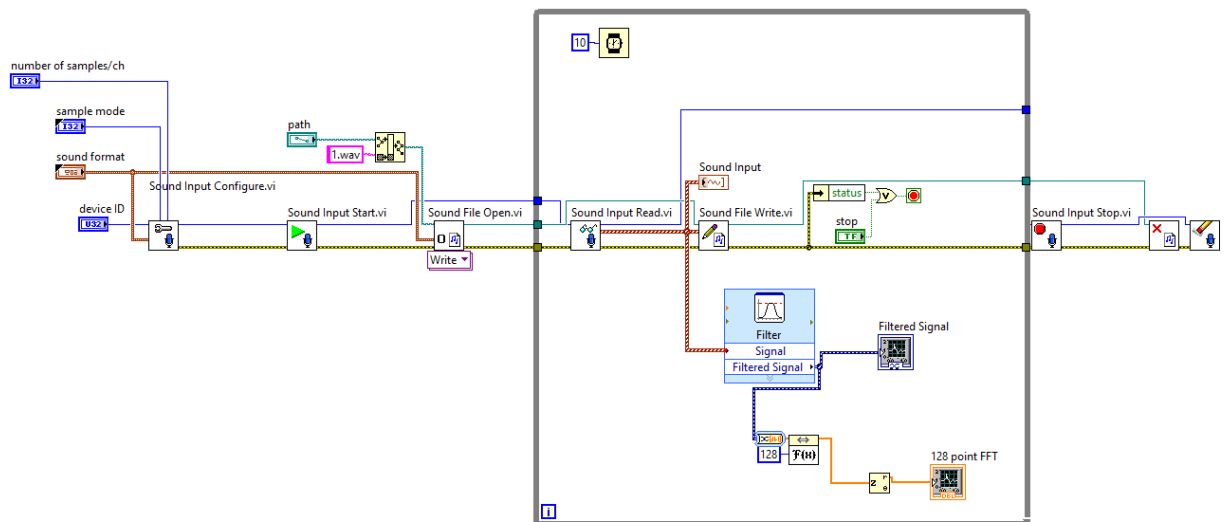 number of samples/ch
I32
sample mode
I32
sound format
device ID
U32
Sound Input Configure.vi
Sound Input Start.vi
path
1.wav
Sound File Open.vi
Write
10
Sound Input Read.vi
Sound Input
Sound File Write.vi
status
stop
TF
Sound Input Stop.vi
Filter
Signal
Filtered Signal
Filtered Signal
128
F(x)
z
r
θ
128 point FFT
DBL
i